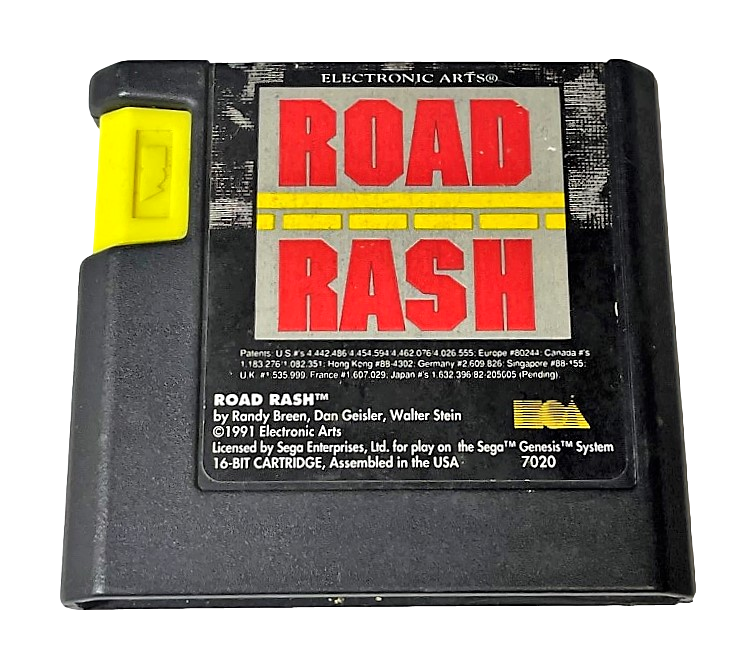 ELECTRONIC ARTS®
ROAD
RASH
Patents: U.S.#'s 4,442,486/4,454,594/4,462,076/4,026,555; Europe #80244; Canada #'s
1,183,276/1,082,351; Hong Kong #88-4302; Germany #2,609,826; Singapore #88-155;
U.K. #1,535,999; France #1,607,029; Japan #'s 1,632,396/82-205605 (Pending).
ROAD RASH™
by Randy Breen, Dan Geisler, Walter Stein
©1991 Electronic Arts
Licensed by Sega Enterprises, Ltd. for play on the Sega™ Genesis™ System
16-BIT CARTRIDGE, Assembled in the USA 7020
EA